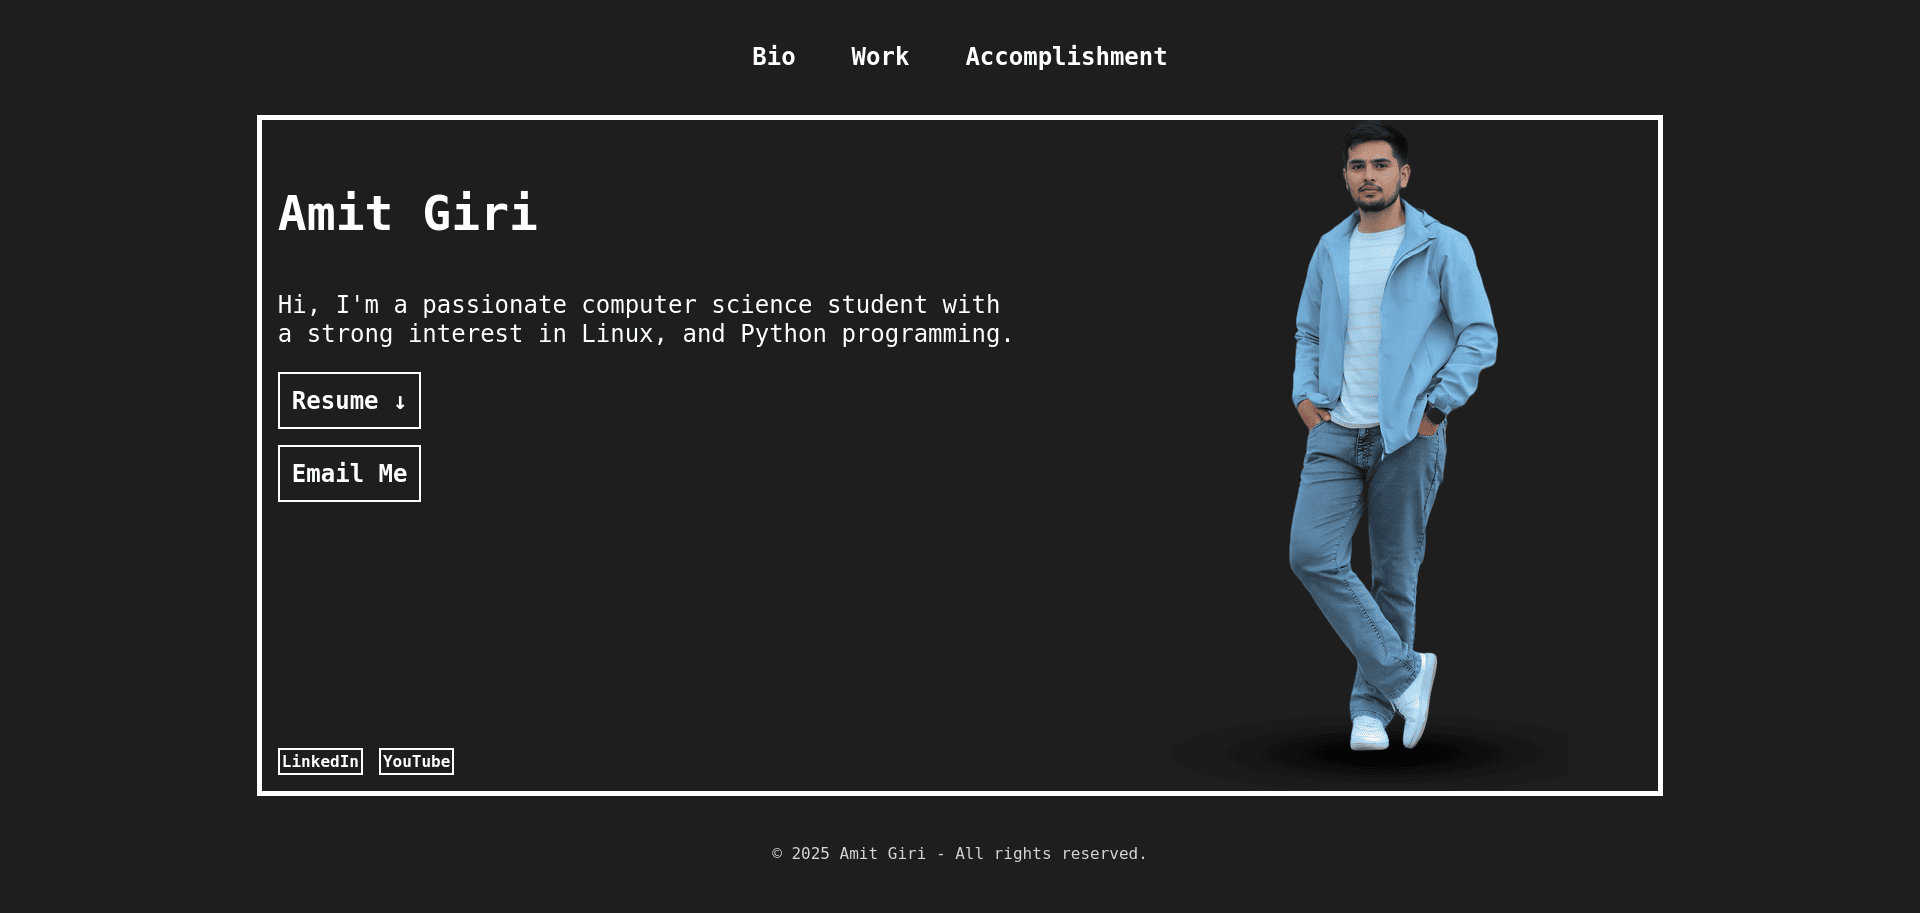 Bio Work Accomplishment
Amit Giri
Hi, I'm a passionate computer science student with
a strong interest in Linux, and Python programming.
Resume ↓
Email Me
LinkedIn YouTube
© 2025 Amit Giri - All rights reserved.